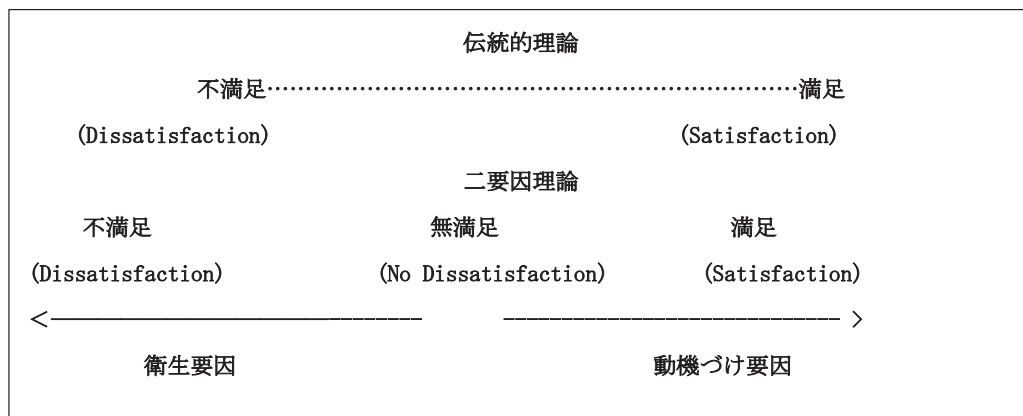 伝統的理論
不満足……………………………………………………………満足
(Dissatisfaction) (Satisfaction)
二要因理論
不満足 無満足 満足
(Dissatisfaction) (No Dissatisfaction) (Satisfaction)
衛生要因 動機づけ要因